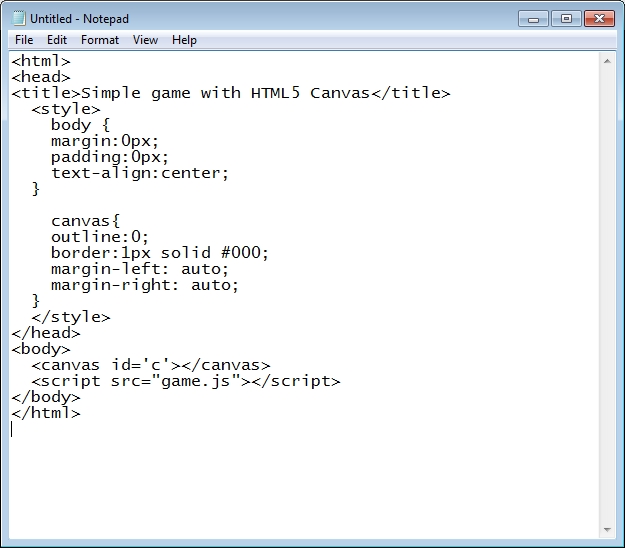 Untitled - Notepad
File Edit Format View Help
<html>
<head>
<title>Simple game with HTML5 Canvas</title>
  <style>
    body {
    margin:0px;
    padding:0px;
    text-align:center;
  }

    canvas{
    outline:0;
    border:1px solid #000;
    margin-left: auto;
    margin-right: auto;
  }
  </style>
</head>
<body>
  <canvas id='c'></canvas>
  <script src="game.js"></script>
</body>
</html>